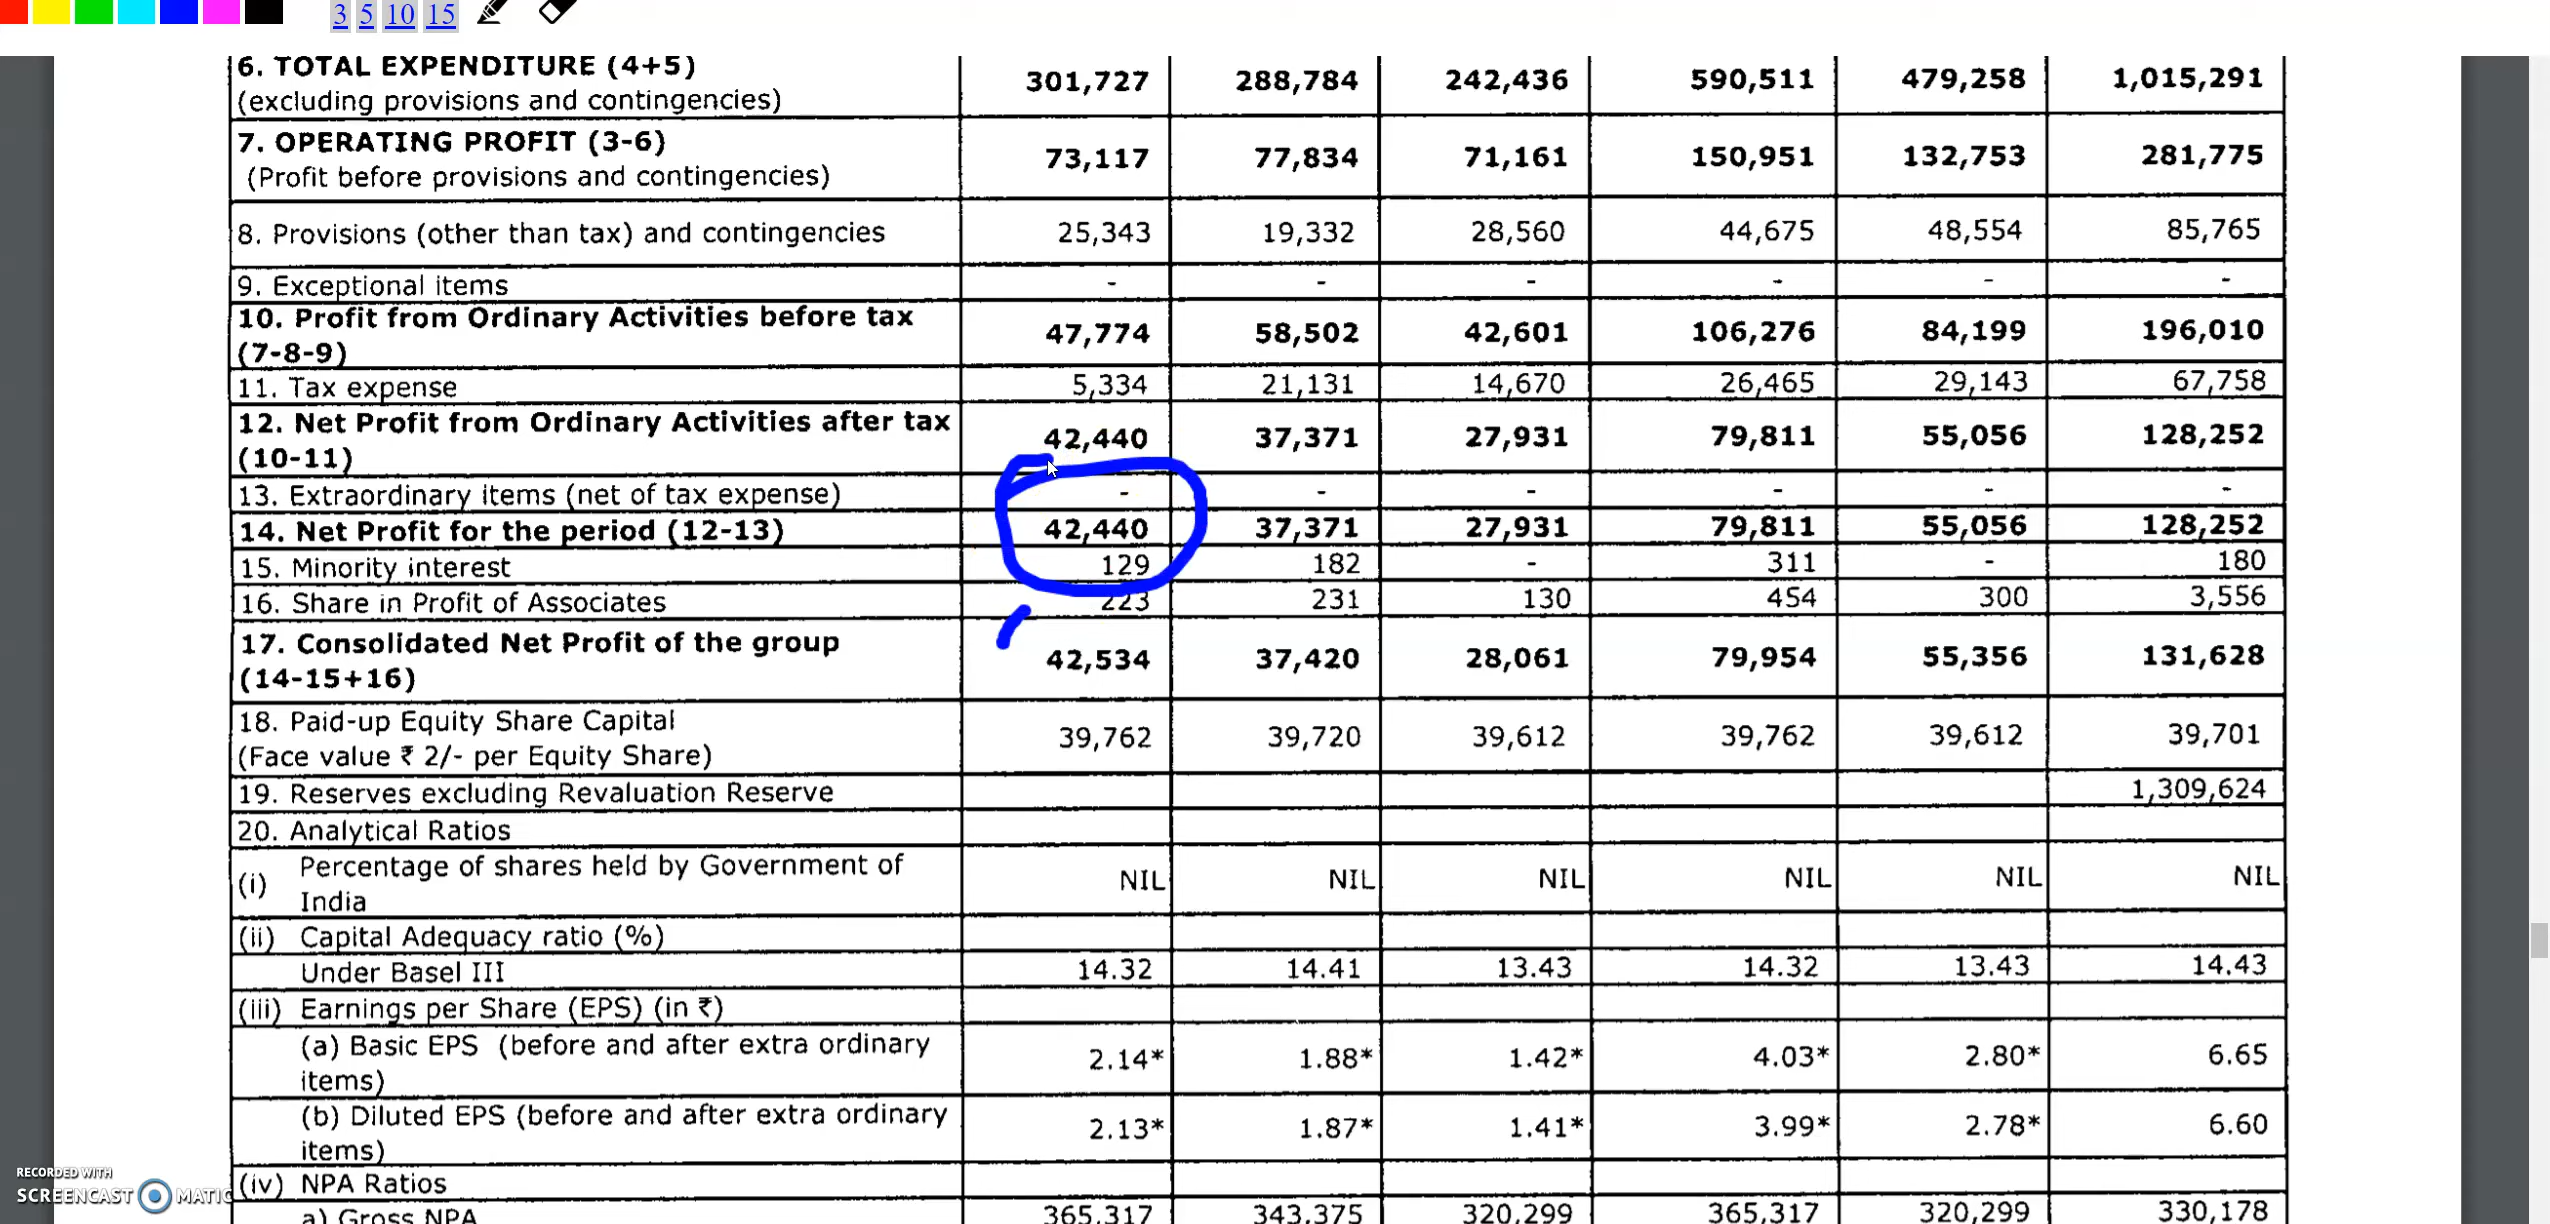 3 5 10 15
6. TOTAL EXPENDITURE (4+5)
(excluding provisions and contingencies) 301,727 288,784 242,436 590,511 479,258 1,015,291
7. OPERATING PROFIT (3-6)
(Profit before provisions and contingencies) 73,117 77,834 71,161 150,951 132,753 281,775
8. Provisions (other than tax) and contingencies 25,343 19,332 28,560 44,675 48,554 85,765
9. Exceptional items - - - - - -
10. Profit from Ordinary Activities before tax
(7-8-9) 47,774 58,502 42,601 106,276 84,199 196,010
11. Tax expense 5,334 21,131 14,670 26,465 29,143 67,758
12. Net Profit from Ordinary Activities after tax
(10-11) 42,440 37,371 27,931 79,811 55,056 128,252
13. Extraordinary items (net of tax expense) - - - - - -
14. Net Profit for the period (12-13) 42,440 37,371 27,931 79,811 55,056 128,252
15. Minority interest 129 182 - 311 - 180
16. Share in Profit of Associates 223 231 130 454 300 3,556
17. Consolidated Net Profit of the group
(14-15+16) 42,534 37,420 28,061 79,954 55,356 131,628
18. Paid-up Equity Share Capital
(Face value ₹ 2/- per Equity Share) 39,762 39,720 39,612 39,762 39,612 39,701
19. Reserves excluding Revaluation Reserve 1,309,624
20. Analytical Ratios
(i) Percentage of shares held by Government of
India NIL NIL NIL NIL NIL NIL
(ii) Capital Adequacy ratio (%)
Under Basel III 14.32 14.41 13.43 14.32 13.43 14.43
(iii) Earnings per Share (EPS) (in ₹)
(a) Basic EPS (before and after extra ordinary
items) 2.14* 1.88* 1.42* 4.03* 2.80* 6.65
(b) Diluted EPS (before and after extra ordinary
items) 2.13* 1.87* 1.41* 3.99* 2.78* 6.60
(iv) NPA Ratios
a) Gross NPA 365,317 343,375 320,299 365,317 320,299 330,178
RECORDED WITH
SCREENCAST MATIC